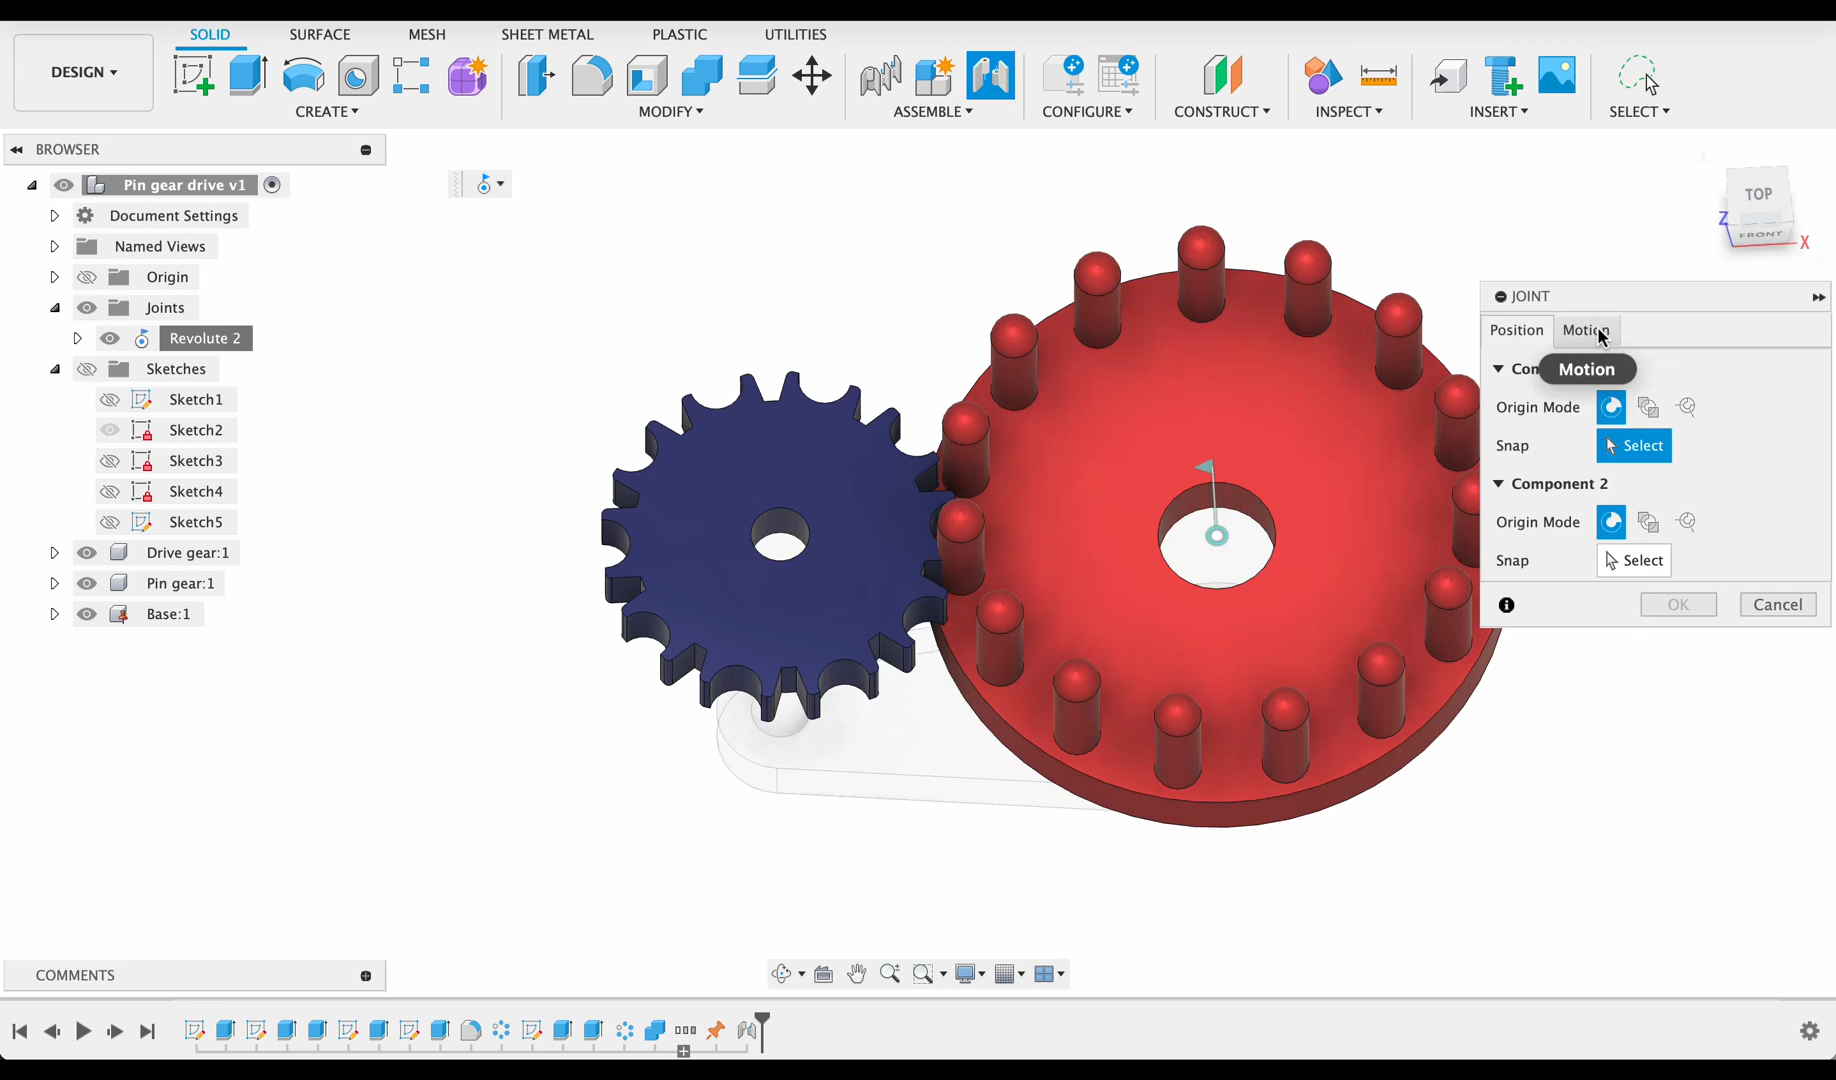 SOLID
SURFACE
MESH
SHEET METAL
PLASTIC
UTILITIES
DESIGN
CREATE
MODIFY
ASSEMBLE
CONFIGURE
CONSTRUCT
INSPECT
INSERT
SELECT
BROWSER
Pin gear drive v1
Document Settings
Named Views
Origin
Joints
Revolute 2
Sketches
Sketch1
Sketch2
Sketch3
Sketch4
Sketch5
Drive gear:1
Pin gear:1
Base:1
TOP
FRONT
Z
X
JOINT
Position
Motion
Com
Motion
Origin Mode
Snap
Select
Component 2
Origin Mode
Snap
Select
OK
Cancel
COMMENTS